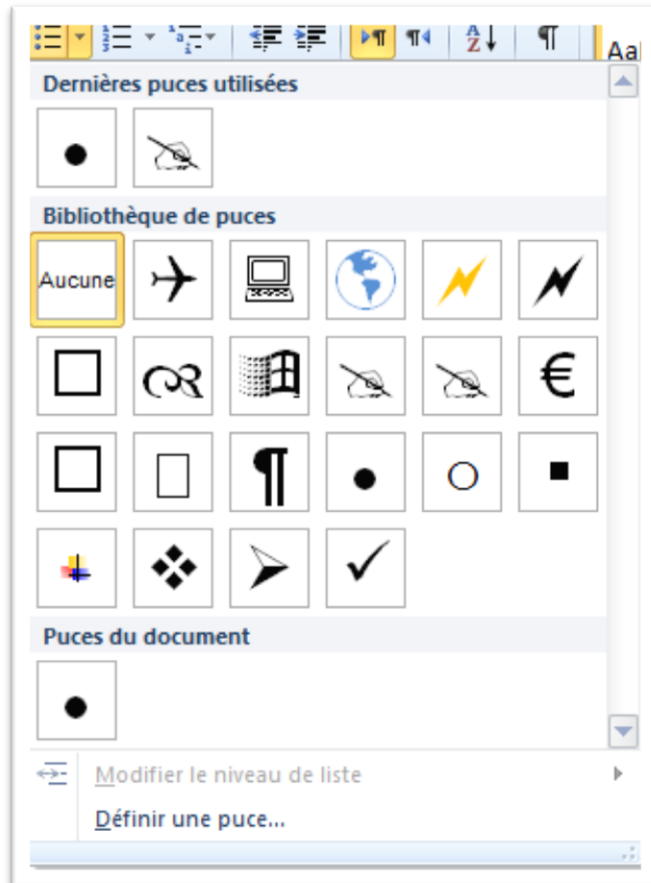 Aa
Dernières puces utilisées
Bibliothèque de puces
Aucune
€
¶
Puces du document
Modifier le niveau de liste
Définir une puce...